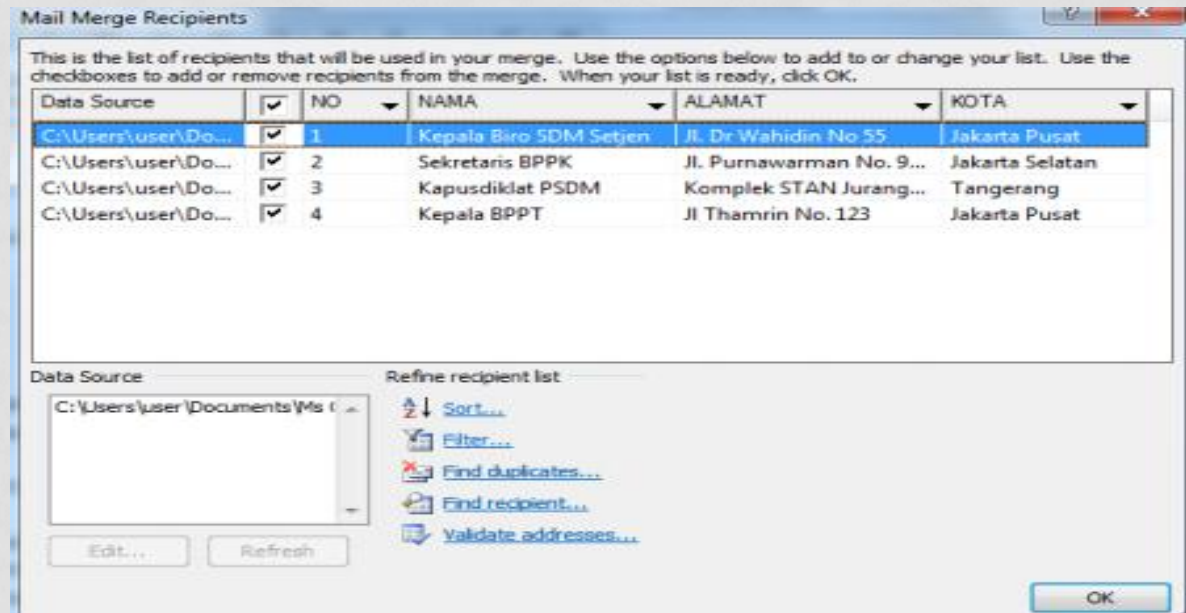 Mail Merge Recipients
This is the list of recipients that will be used in your merge. Use the options below to add to or change your list. Use the
checkboxes to add or remove recipients from the merge. When your list is ready, click OK.
Data Source NO NAMA ALAMAT KOTA
C:\Users\user\Do... 1 Kepala Biro SDM Setjen Jl. Dr Wahidin No 55 Jakarta Pusat
C:\Users\user\Do... 2 Sekretaris BPPK Jl. Purnawarman No. 9... Jakarta Selatan
C:\Users\user\Do... 3 Kapusdiklat PSDM Komplek STAN Jurang... Tangerang
C:\Users\user\Do... 4 Kepala BPPT Jl Thamrin No. 123 Jakarta Pusat
Data Source
C:\Users\user\Documents\Ms
Edit... Refresh
Refine recipient list
Sort...
Filter...
Find duplicates...
Find recipient...
Validate addresses...
OK